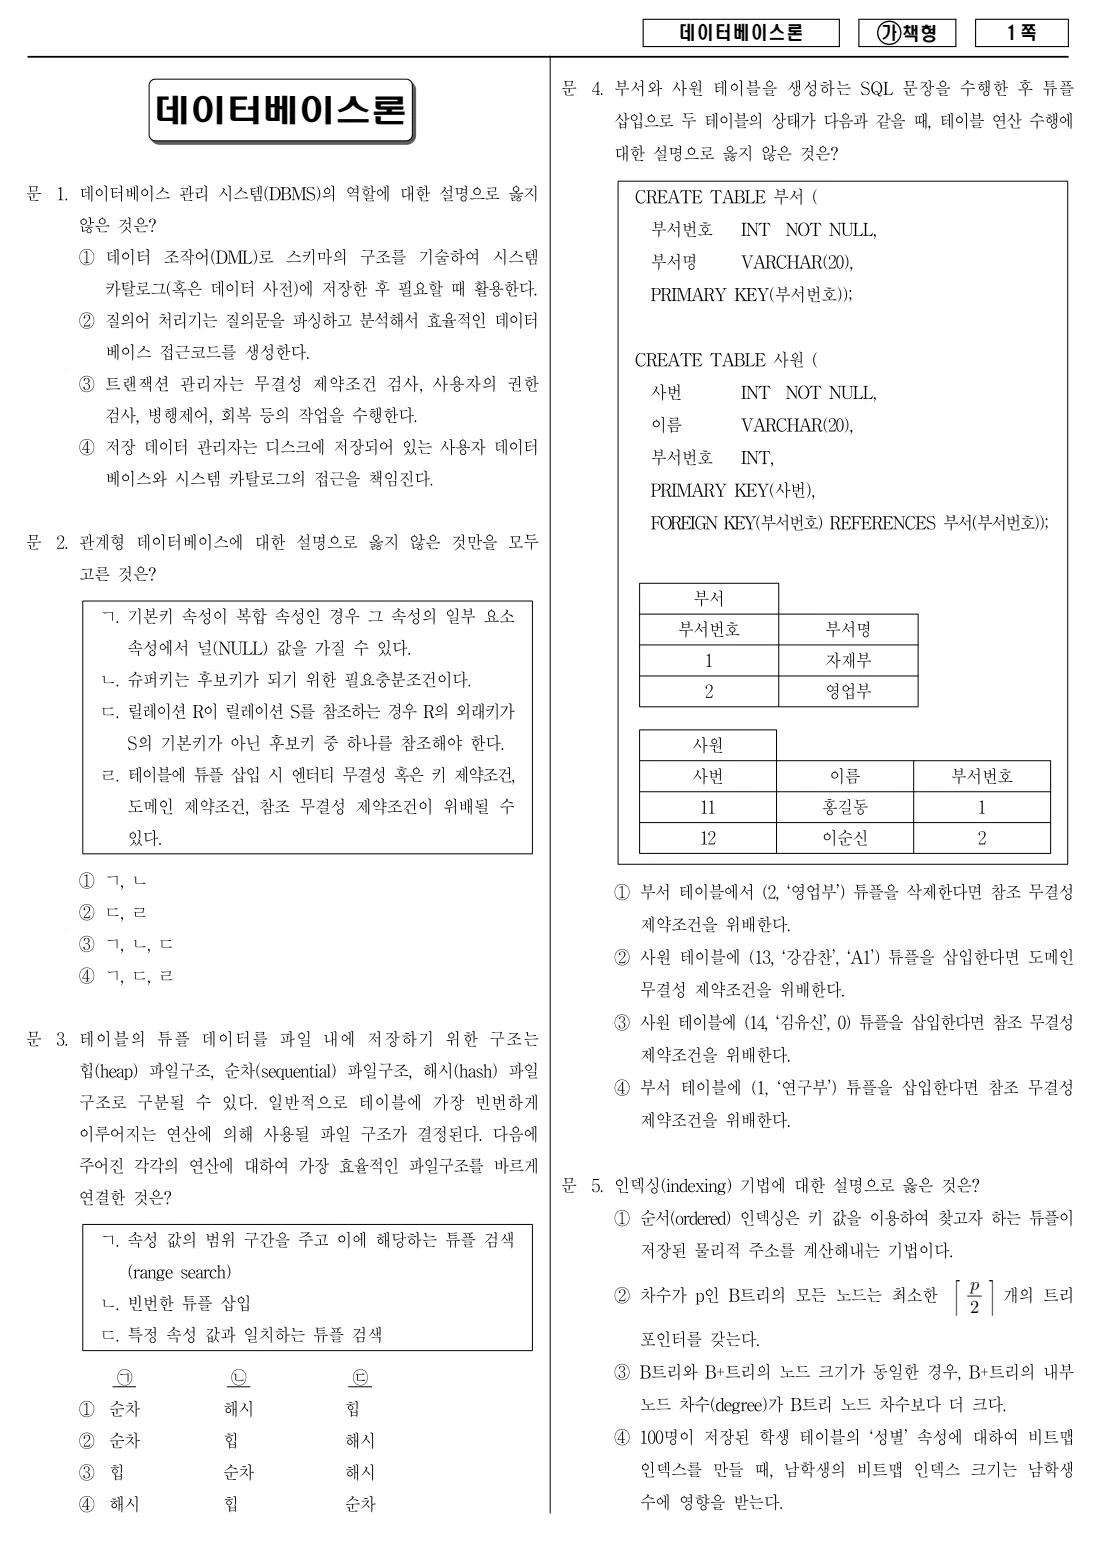 데이터베이스론
㉮책형
1쪽
데이터베이스론
문 1. 데이터베이스 관리 시스템(DBMS)의 역할에 대한 설명으로 옳지
않은 것은?
① 데이터 조작어(DML)로 스키마의 구조를 기술하여 시스템
카탈로그(혹은 데이터 사전)에 저장한 후 필요할 때 활용한다.
② 질의어 처리기는 질의문을 파싱하고 분석해서 효율적인 데이터
베이스 접근코드를 생성한다.
③ 트랜잭션 관리자는 무결성 제약조건 검사, 사용자의 권한
검사, 병행제어, 회복 등의 작업을 수행한다.
④ 저장 데이터 관리자는 디스크에 저장되어 있는 사용자 데이터
베이스와 시스템 카탈로그의 접근을 책임진다.
문 2. 관계형 데이터베이스에 대한 설명으로 옳지 않은 것만을 모두
고른 것은?
ㄱ. 기본키 속성이 복합 속성인 경우 그 속성의 일부 요소
속성에서 널(NULL) 값을 가질 수 있다.
ㄴ. 슈퍼키는 후보키가 되기 위한 필요충분조건이다.
ㄷ. 릴레이션 R이 릴레이션 S를 참조하는 경우 R의 외래키가
S의 기본키가 아닌 후보키 중 하나를 참조해야 한다.
ㄹ. 테이블에 튜플 삽입 시 엔터티 무결성 혹은 키 제약조건,
도메인 제약조건, 참조 무결성 제약조건이 위배될 수
있다.
① ㄱ, ㄴ
② ㄷ, ㄹ
③ ㄱ, ㄴ, ㄷ
④ ㄱ, ㄷ, ㄹ
문 3. 테이블의 튜플 데이터를 파일 내에 저장하기 위한 구조는
힙(heap) 파일구조, 순차(sequential) 파일구조, 해시(hash) 파일
구조로 구분될 수 있다. 일반적으로 테이블에 가장 빈번하게
이루어지는 연산에 의해 사용될 파일 구조가 결정된다. 다음에
주어진 각각의 연산에 대하여 가장 효율적인 파일구조를 바르게
연결한 것은?
ㄱ. 속성 값의 범위 구간을 주고 이에 해당하는 튜플 검색
(range search)
ㄴ. 빈번한 튜플 삽입
ㄷ. 특정 속성 값과 일치하는 튜플 검색
㉠ ㉡ ㉢
① 순차 해시 힙
② 순차 힙 해시
③ 힙 순차 해시
④ 해시 힙 순차
문 4. 부서와 사원 테이블을 생성하는 SQL 문장을 수행한 후 튜플
삽입으로 두 테이블의 상태가 다음과 같을 때, 테이블 연산 수행에
대한 설명으로 옳지 않은 것은?
CREATE TABLE 부서 (
부서번호 INT NOT NULL,
부서명 VARCHAR(20),
PRIMARY KEY(부서번호));
CREATE TABLE 사원 (
사번 INT NOT NULL,
이름 VARCHAR(20),
부서번호 INT,
PRIMARY KEY(사번),
FOREIGN KEY(부서번호) REFERENCES 부서(부서번호));
부서
부서번호 부서명
1 자재부
2 영업부
사원
사번 이름 부서번호
11 홍길동 1
12 이순신 2
① 부서 테이블에서 (2, ‘영업부’) 튜플을 삭제한다면 참조 무결성
제약조건을 위배한다.
② 사원 테이블에 (13, ‘강감찬’, ‘A1’) 튜플을 삽입한다면 도메인
무결성 제약조건을 위배한다.
③ 사원 테이블에 (14, ‘김유신’, 0) 튜플을 삽입한다면 참조 무결성
제약조건을 위배한다.
④ 부서 테이블에 (1, ‘연구부’) 튜플을 삽입한다면 참조 무결성
제약조건을 위배한다.
문 5. 인덱싱(indexing) 기법에 대한 설명으로 옳은 것은?
① 순서(ordered) 인덱싱은 키 값을 이용하여 찾고자 하는 튜플이
저장된 물리적 주소를 계산해내는 기법이다.
② 차수가 p인 B트리의 모든 노드는 최소한 ⌈p/2⌉ 개의 트리
포인터를 갖는다.
③ B트리와 B+트리의 노드 크기가 동일한 경우, B+트리의 내부
노드 차수(degree)가 B트리 노드 차수보다 더 크다.
④ 100명이 저장된 학생 테이블의 ‘성별’ 속성에 대하여 비트맵
인덱스를 만들 때, 남학생의 비트맵 인덱스 크기는 남학생
수에 영향을 받는다.